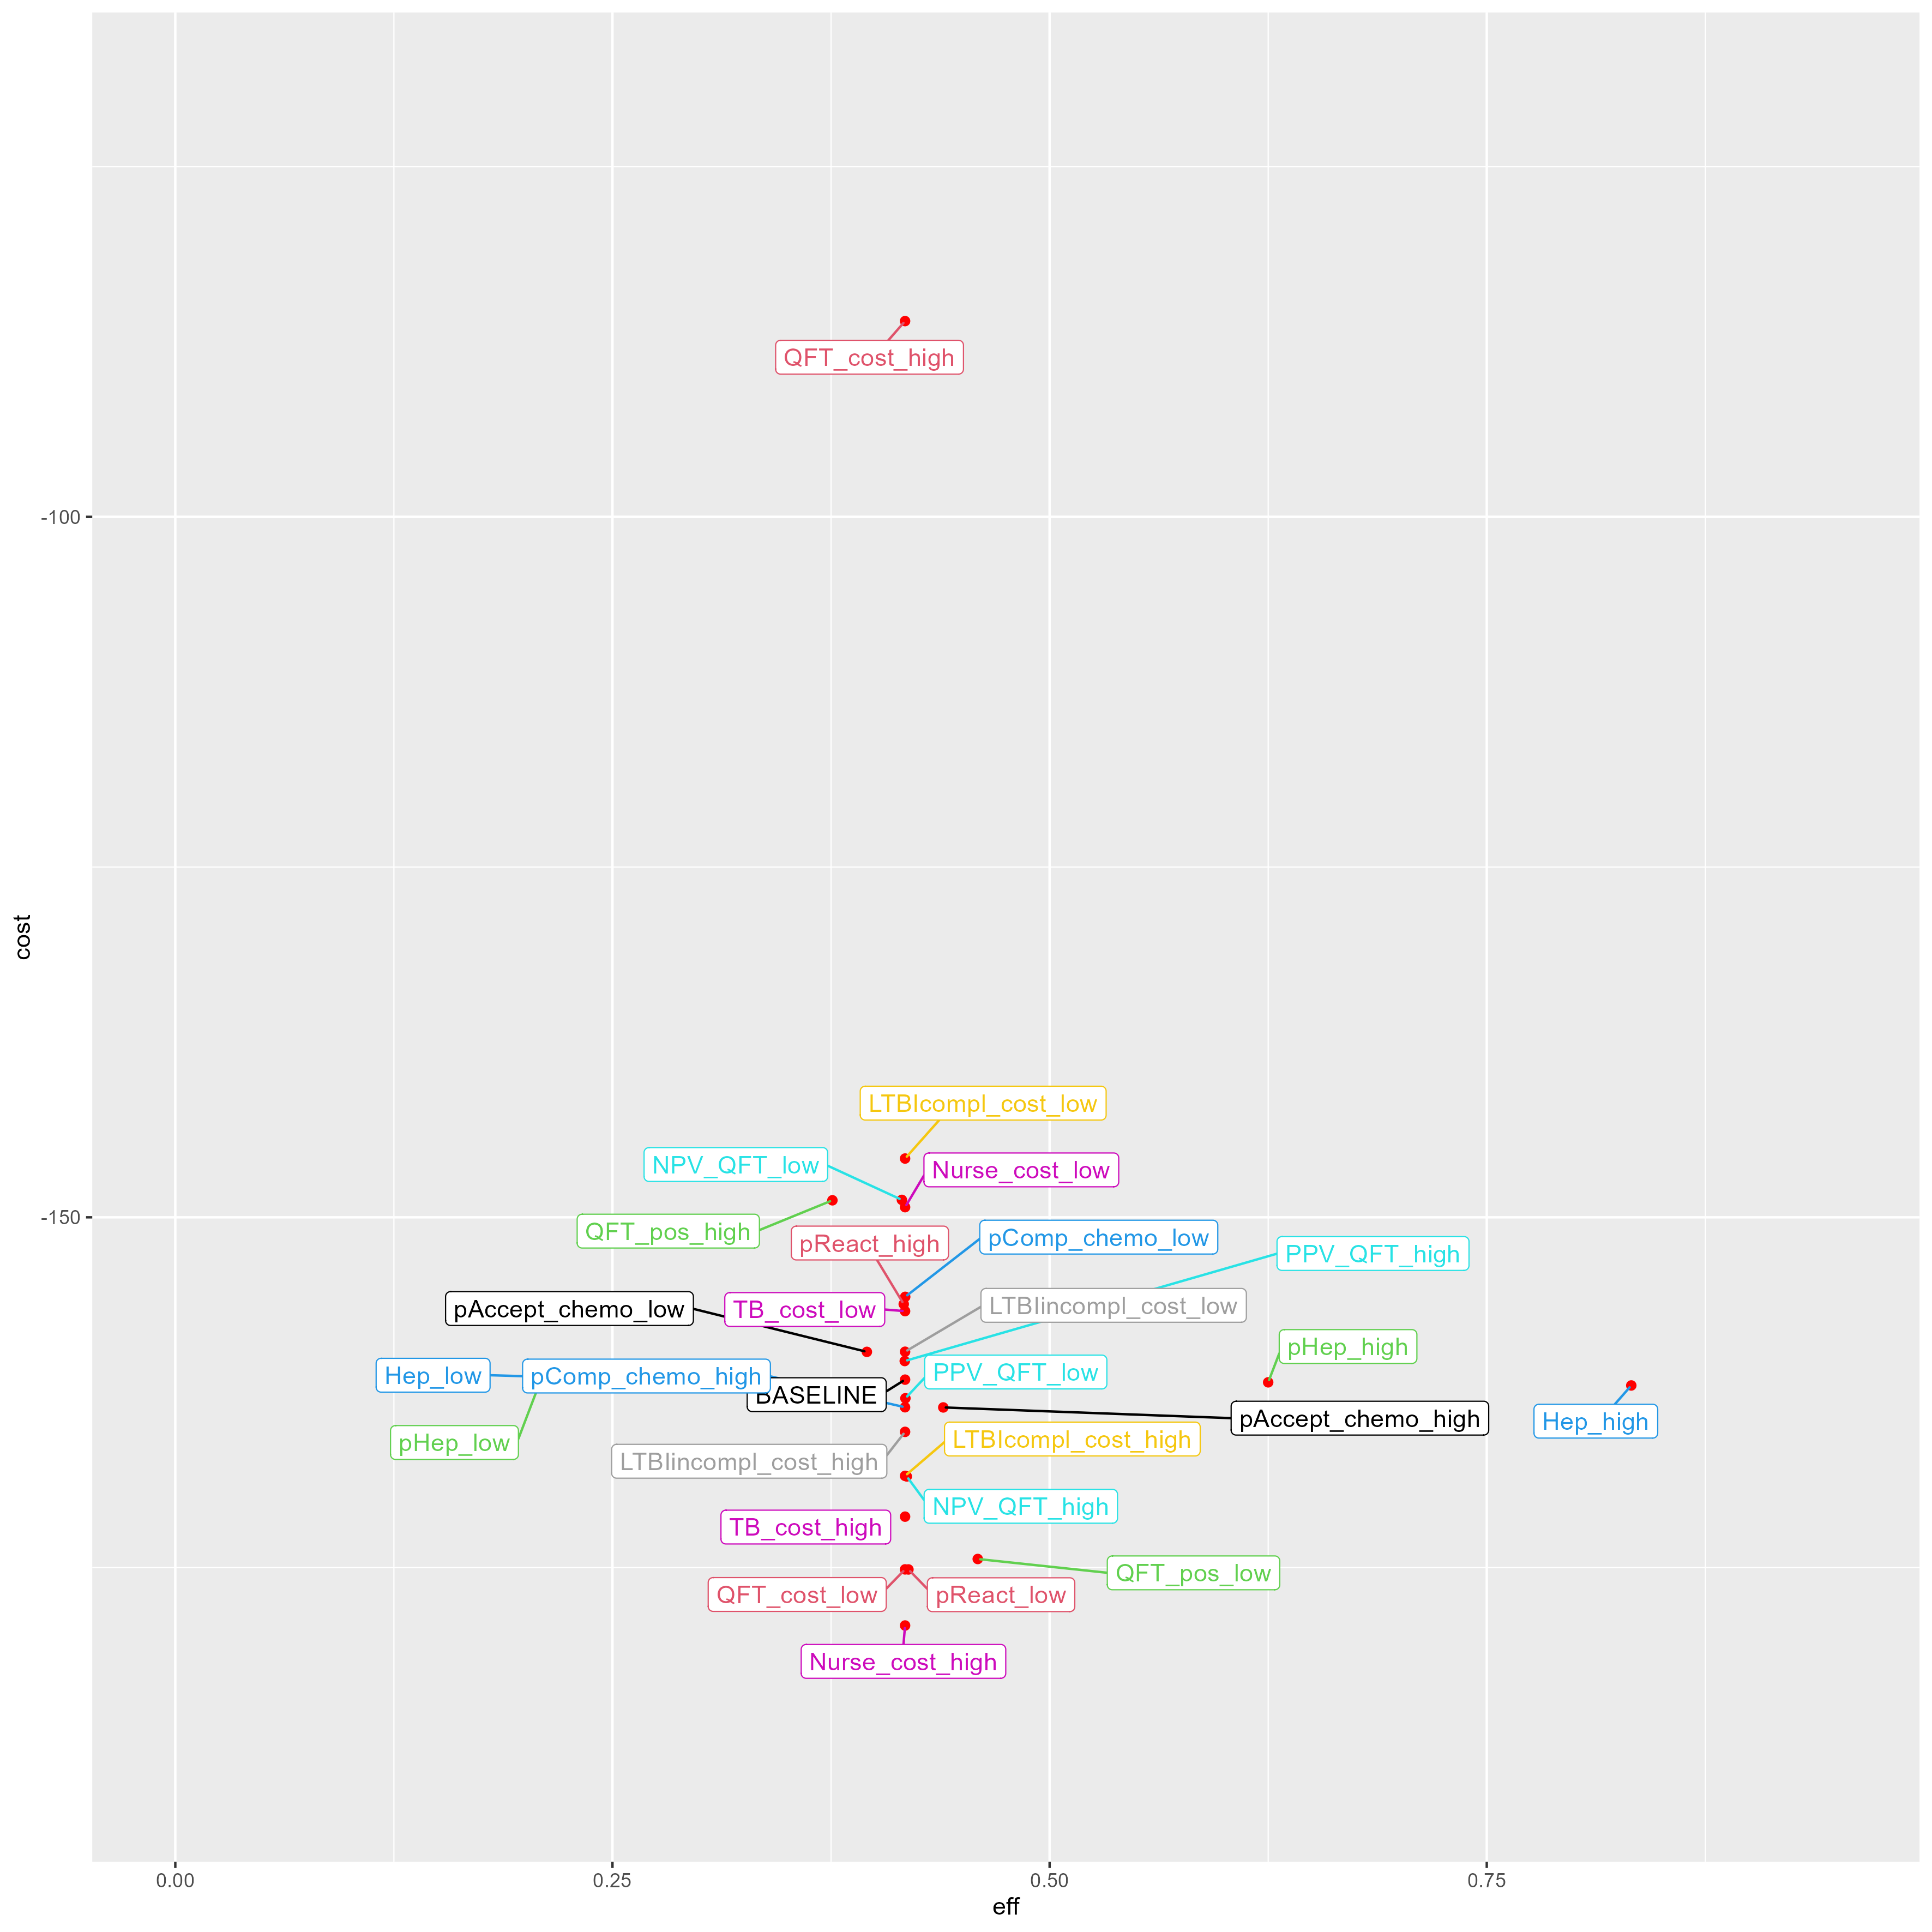 QFT_cost_high
-100
cost
LTBIcompl_cost_low
NPV_QFT_low
Nurse_cost_low
-150
QFT_pos_high
pReact_high
pComp_chemo_low
PPV_QFT_high
pAccept_chemo_low
TB_cost_low
LTBIincompl_cost_low
pHep_high
Hep_low
pComp_chemo_high
PPV_QFT_low
BASELINE
pAccept_chemo_high
Hep_high
pHep_low
LTBIcompl_cost_high
LTBIincompl_cost_high
NPV_QFT_high
TB_cost_high
QFT_pos_low
QFT_cost_low
pReact_low
Nurse_cost_high
0.00
0.25
0.50
0.75
eff